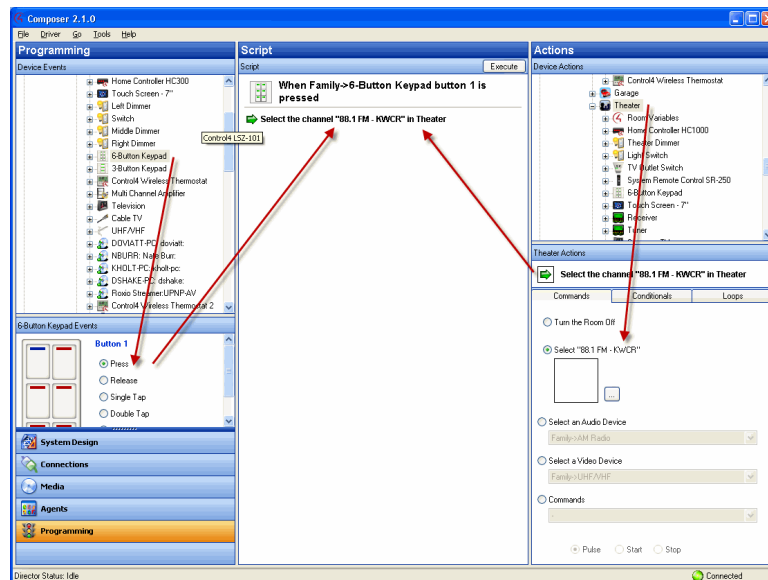 Composer 2.1.0
File Driver Go Tools Help
Programming
Device Events
Home Controller HC300
Touch Screen - 7"
Left Dimmer
Switch
Middle Dimmer
Right Dimmer
6-Button Keypad
3-Button Keypad
Control4 Wireless Thermostat
Multi Channel Amplifier
Television
Cable TV
UHF/VHF
DOVIATT-PC: doviatt:
NBURR: Nate Burr:
KHOLT-PC: kholt-pc:
DSHAKE-PC: dshake:
Roxio Streamer:UPNP-AV
Control4 Wireless Thermostat 2
Control4 LSZ-101
6-Button Keypad Events
Button 1
Press
Release
Single Tap
Double Tap
System Design
Connections
Media
Agents
Programming
Director Status: Idle
Script
Script Execute
When Family->6-Button Keypad button 1 is
pressed
Select the channel "88.1 FM - KWCR" in Theater
Actions
Device Actions
Control4 Wireless Thermostat
Garage
Theater
Room Variables
Home Controller HC1000
Theater Dimmer
Light Switch
TV Outlet Switch
System Remote Control SR-250
6-Button Keypad
Touch Screen - 7"
Receiver
Tuner
Theater Actions
Select the channel "88.1 FM - KWCR" in Theater
Commands Conditionals Loops
Turn the Room Off
Select "88.1 FM - KWCR"
...
Select an Audio Device
Family->AM Radio
Select a Video Device
Family->UHF/VHF
Commands
-
Pulse Start Stop
Connected